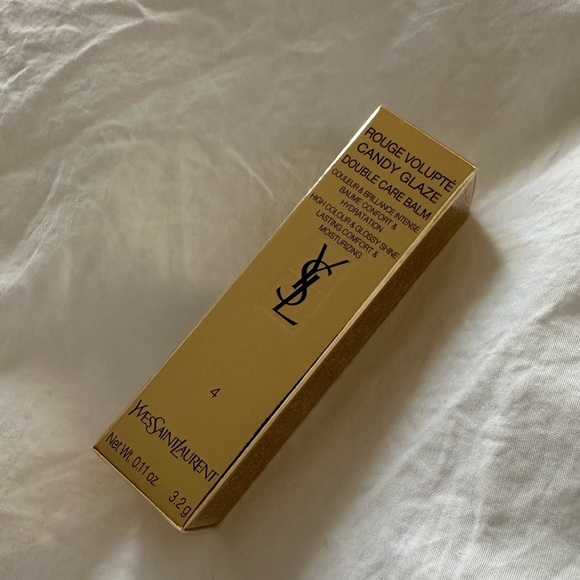 ROUGE VOLUPTÉ
CANDY GLAZE
DOUBLE CARE BALM
COULEUR & BRILLANCE INTENSE
BAUME CONFORT &
HYDRATATION
HIGH COLOUR & GLOSSY SHINE
LASTING COMFORT &
MOISTURIZING
YSL
4
YVESSAINTLAURENT
Net Wt. 0.11 oz. 3.2g